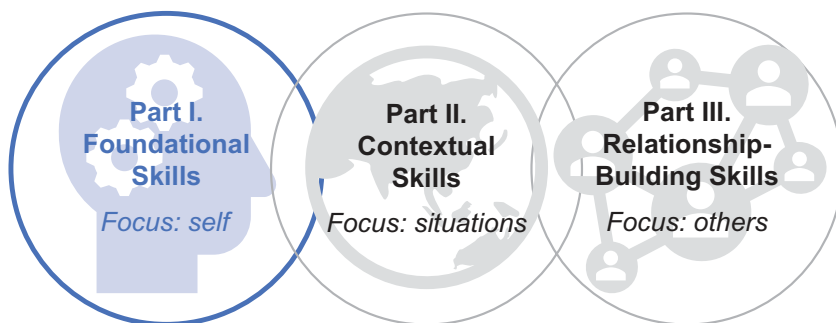 Part I.
Foundational
Skills
Focus: self
Part II.
Contextual
Skills
Focus: situations
Part III.
Relationship-
Building Skills
Focus: others